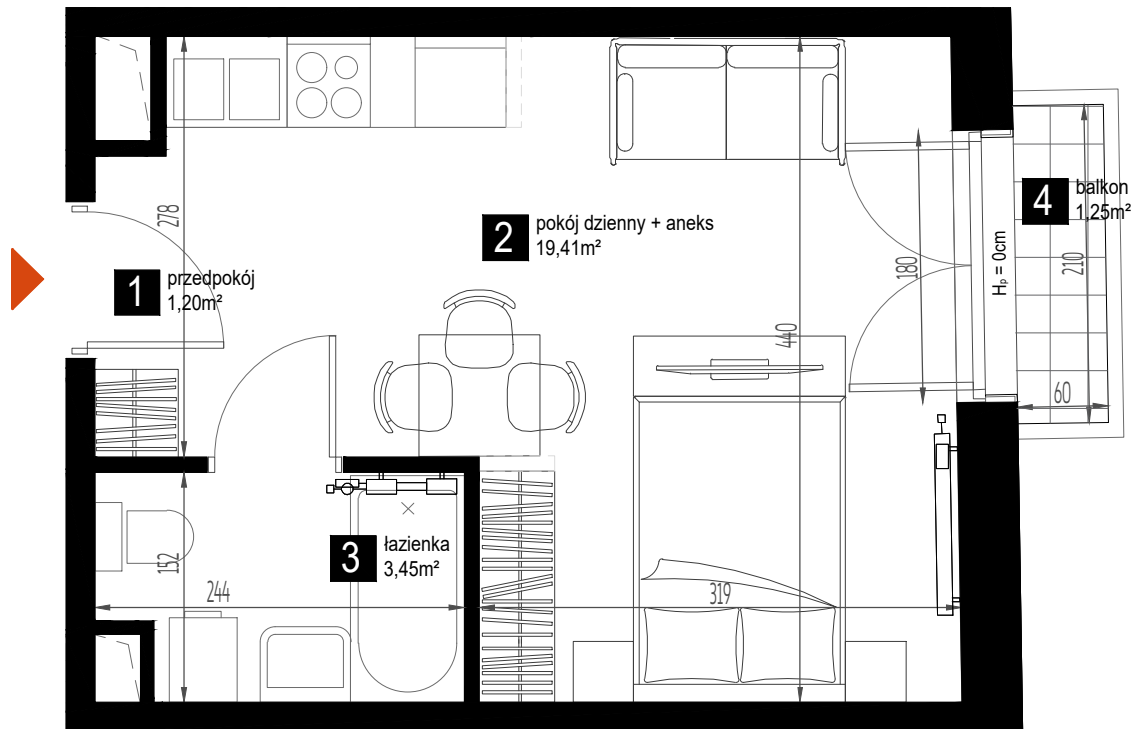 278
1
przedpokój
1,20m²
2
pokój dzienny + aneks
19,41m²
440
180
Hₚ = 0cm
4
balkon
1,25m²
210
60
152
244
3
łazienka
3,45m²
319